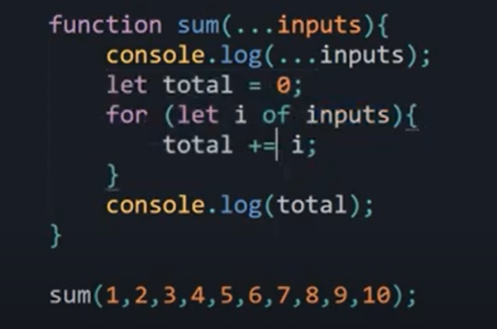 function sum(...inputs){
    console.log(...inputs);
    let total = 0;
    for (let i of inputs){
        total += i;
    }
    console.log(total);
}

sum(1,2,3,4,5,6,7,8,9,10);